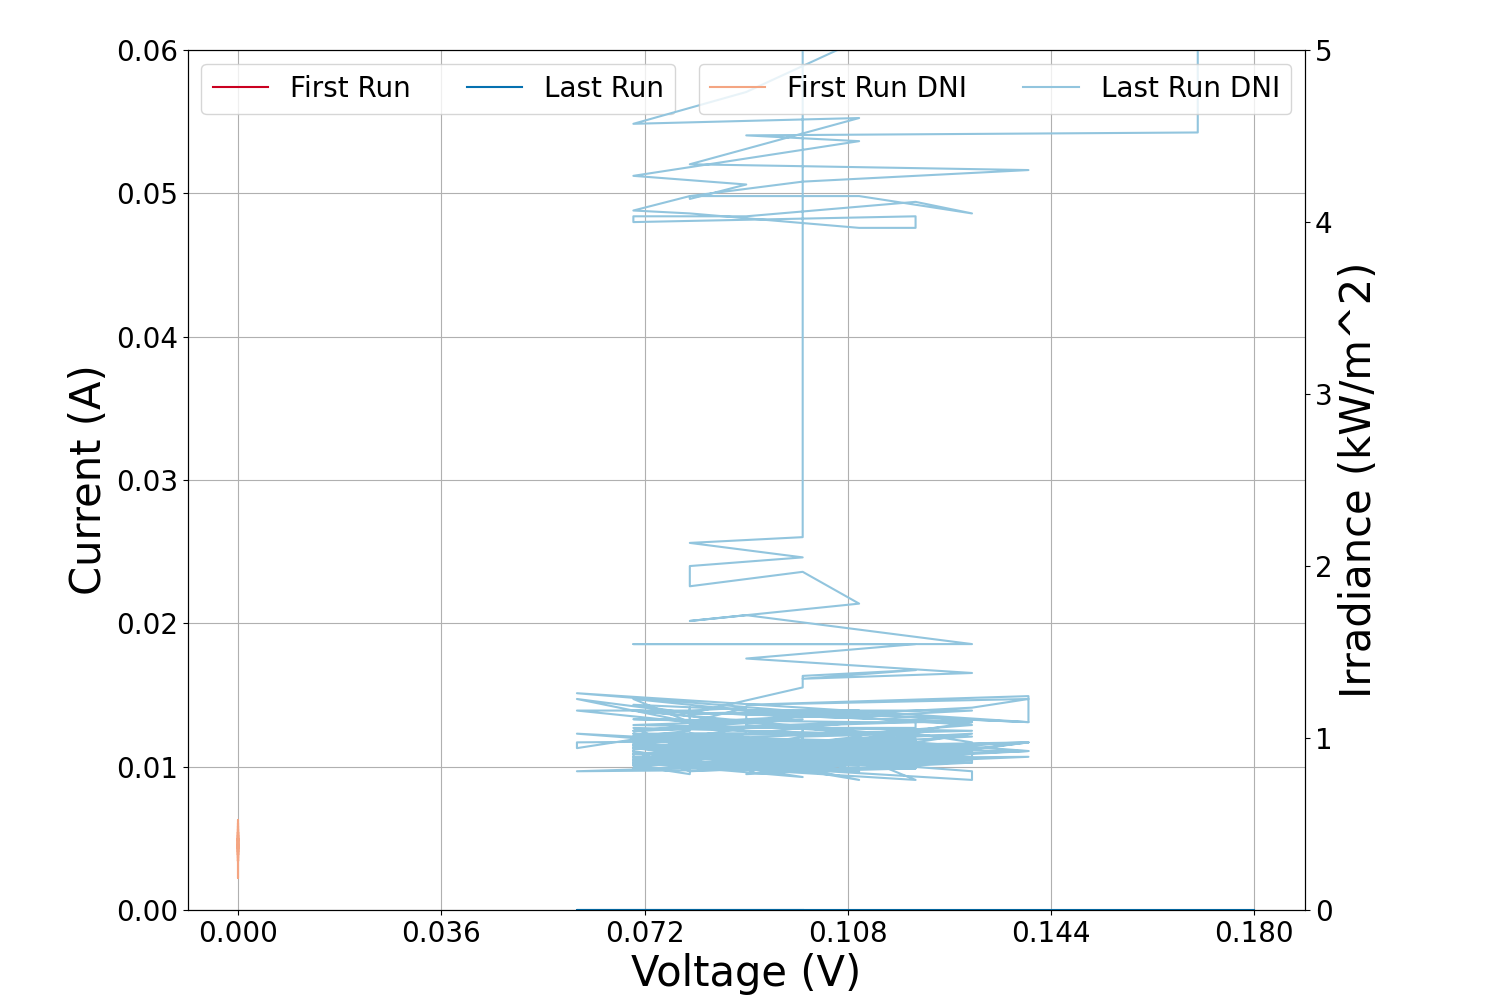 First Run
Last Run
First Run DNI
Last Run DNI
0.06
0.05
0.04
0.03
0.02
0.01
0.00
Current (A)
5
4
3
2
1
0
Irradiance (kW/m^2)
0.000
0.036
0.072
0.108
0.144
0.180
Voltage (V)